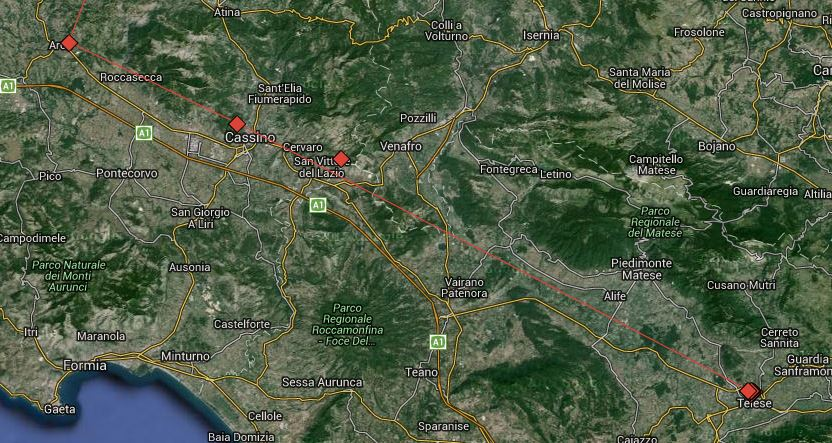 Atina
Colli a
Volturno
Castropignano
Isernia
Frosolone
Roccasecca
Santa Maria
del Molise
A1
Sant'Elia
Fiumerapido
Pozzilli
A1
Cassino
Cervaro
Venafro
Bojano
San Vittore
del Lazio
Campitello
Matese
Pico
Pontecorvo
Fontegreca
Letino
Guardiaregia
Altilia
San Giorgio
A Liri
A1
Parco
Regionale
del Matese
Campodimele
Ausonia
Piedimonte
Matese
Parco Naturale
dei Monti
Aurunci
Vairano
Patenora
Cusano Mutri
Alife
Parco
Regionale
Roccamonfina
- Foce Del...
Castelforte
Itri
Maranola
Cerreto
Sannita
A1
Minturno
Formia
Guardia
Sanframon
Teano
Sessa Aurunca
Telese
Gaeta
Cellole
Sparanise
Caiazzo
Baia Domizia